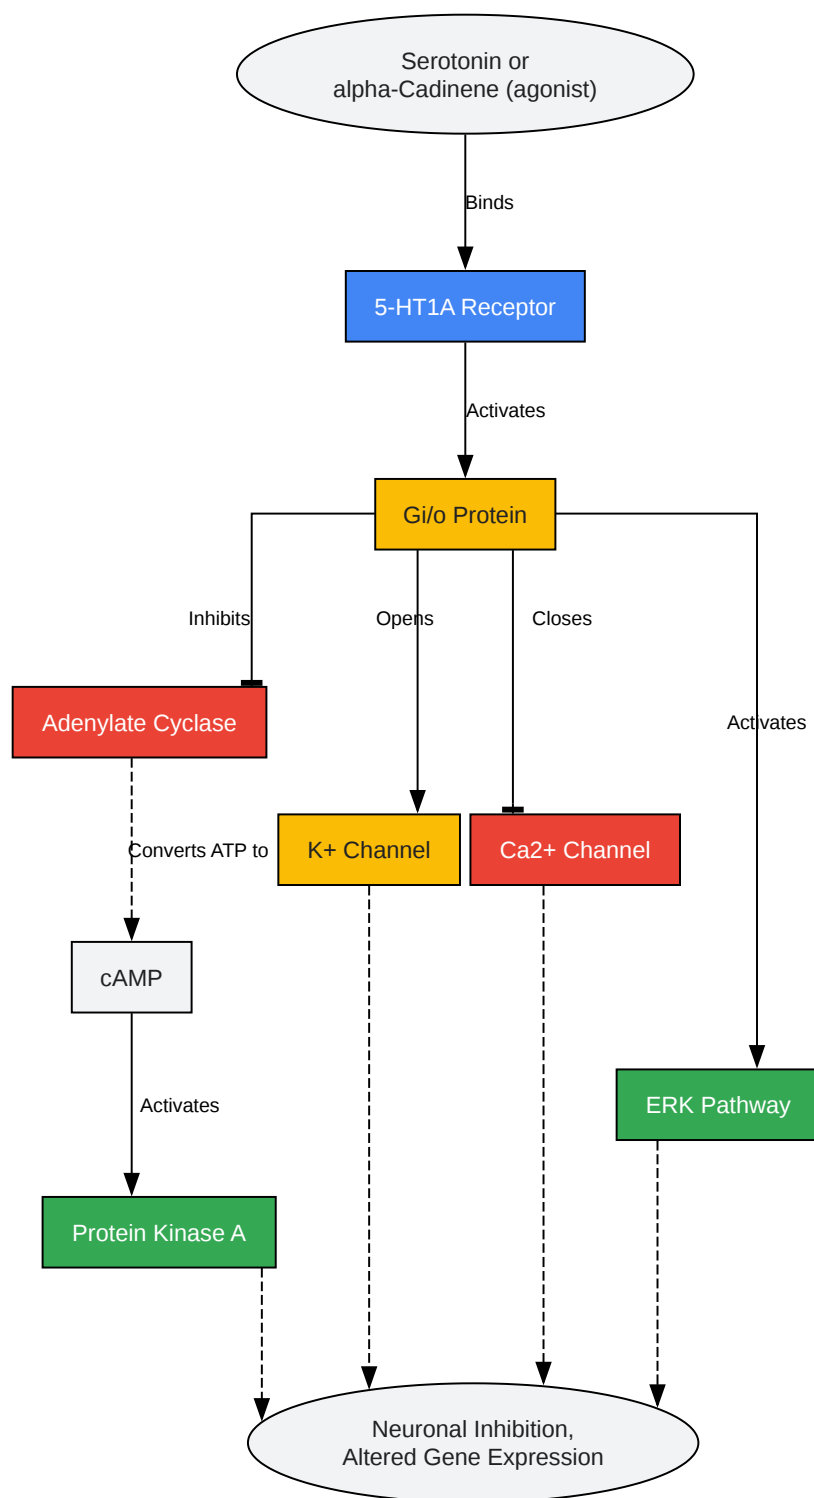 Serotonin or
alpha-Cadinene (agonist)
Binds
5-HT1A Receptor
Activates
Gi/o Protein
Inhibits
Opens
Closes
Adenylate Cyclase
Activates
Converts ATP to
K+ Channel
Ca2+ Channel
cAMP
Activates
ERK Pathway
Protein Kinase A
Neuronal Inhibition,
Altered Gene Expression